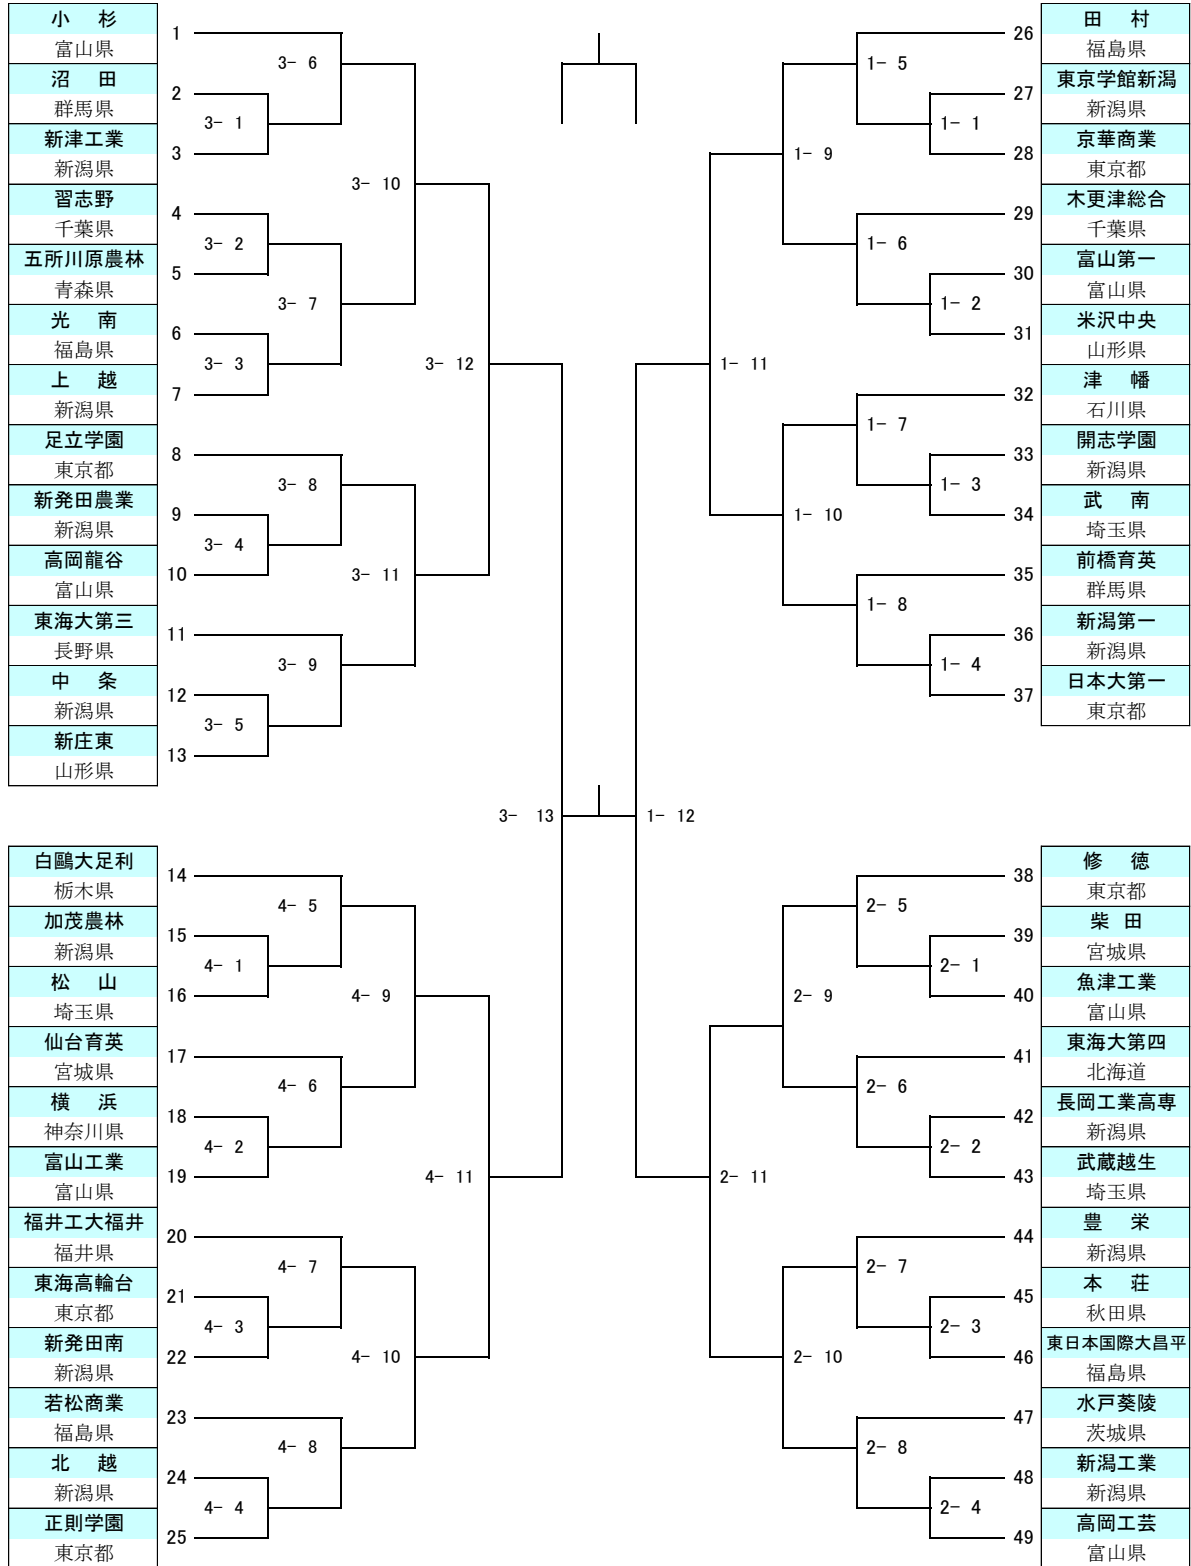 小 杉
富山県
沼 田
群馬県
新津工業
新潟県
習志野
千葉県
五所川原農林
青森県
光 南
福島県
上 越
新潟県
足立学園
東京都
新発田農業
新潟県
高岡龍谷
富山県
東海大第三
長野県
中 条
新潟県
新庄東
山形県
1
2
3
4
5
6
7
8
9
10
11
12
13
3- 1
3- 2
3- 3
3- 4
3- 5
3- 6
3- 7
3- 8
3- 9
3- 10
3- 11
3- 12
3- 13
白鷗大足利
栃木県
加茂農林
新潟県
松 山
埼玉県
仙台育英
宮城県
横 浜
神奈川県
富山工業
富山県
福井工大福井
福井県
東海高輪台
東京都
新発田南
新潟県
若松商業
福島県
北 越
新潟県
正則学園
東京都
14
15
16
17
18
19
20
21
22
23
24
25
4- 1
4- 2
4- 3
4- 4
4- 5
4- 6
4- 7
4- 8
4- 9
4- 10
4- 11
田 村
福島県
東京学館新潟
新潟県
京華商業
東京都
木更津総合
千葉県
富山第一
富山県
米沢中央
山形県
津 幡
石川県
開志学園
新潟県
武 南
埼玉県
前橋育英
群馬県
新潟第一
新潟県
日本大第一
東京都
26
27
28
29
30
31
32
33
34
35
36
37
1- 1
1- 2
1- 3
1- 4
1- 5
1- 6
1- 7
1- 8
1- 9
1- 10
1- 11
1- 12
修 徳
東京都
柴 田
宮城県
魚津工業
富山県
東海大第四
北海道
長岡工業高専
新潟県
武蔵越生
埼玉県
豊 栄
新潟県
本 荘
秋田県
東日本国際大昌平
福島県
水戸葵陵
茨城県
新潟工業
新潟県
高岡工芸
富山県
38
39
40
41
42
43
44
45
46
47
48
49
2- 1
2- 2
2- 3
2- 4
2- 5
2- 6
2- 7
2- 8
2- 9
2- 10
2- 11